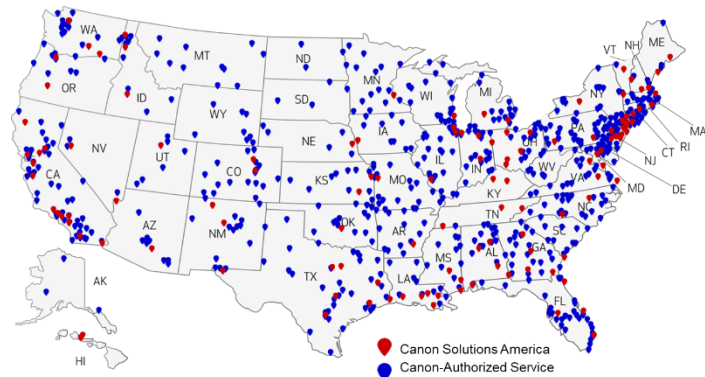 WA
MT
ND
MN
VT
NH
ME
OR
ID
WY
SD
WI
MI
NY
MA
RI
CT
NJ
DE
MD
NV
UT
CO
NE
IA
IL
IN
OH
PA
WV
VA
CA
KS
MO
KY
AZ
NM
OK
AR
TN
NC
SC
TX
LA
MS
AL
GA
FL
AK
HI
Canon Solutions America
Canon-Authorized Service